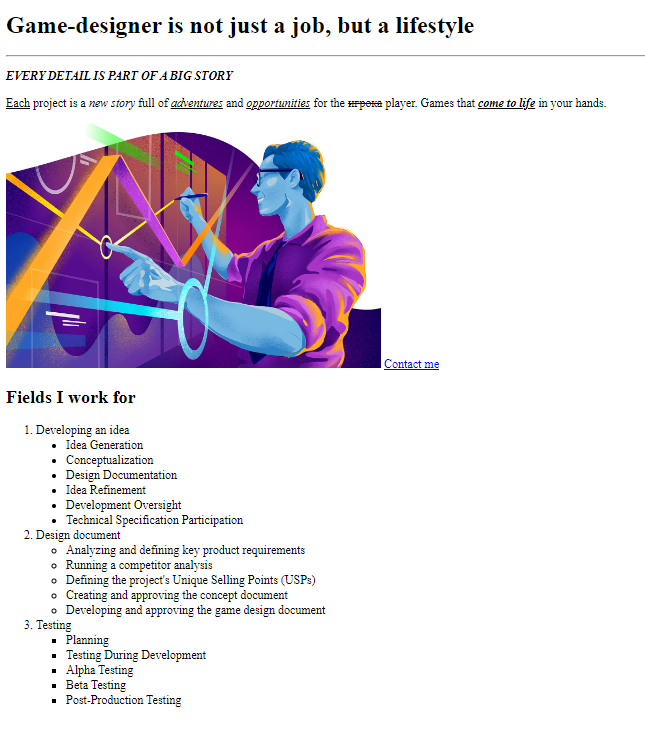 Game-designer is not just a job, but a lifestyle
EVERY DETAIL IS PART OF A BIG STORY
Each project is a new story full of adventures and opportunities for the игрока player. Games that come to life in your hands.
Contact me
Fields I work for
1. Developing an idea
• Idea Generation
• Conceptualization
• Design Documentation
• Idea Refinement
• Development Oversight
• Technical Specification Participation
2. Design document
◦ Analyzing and defining key product requirements
◦ Running a competitor analysis
◦ Defining the project's Unique Selling Points (USPs)
◦ Creating and approving the concept document
◦ Developing and approving the game design document
3. Testing
▪ Planning
▪ Testing During Development
▪ Alpha Testing
▪ Beta Testing
▪ Post-Production Testing